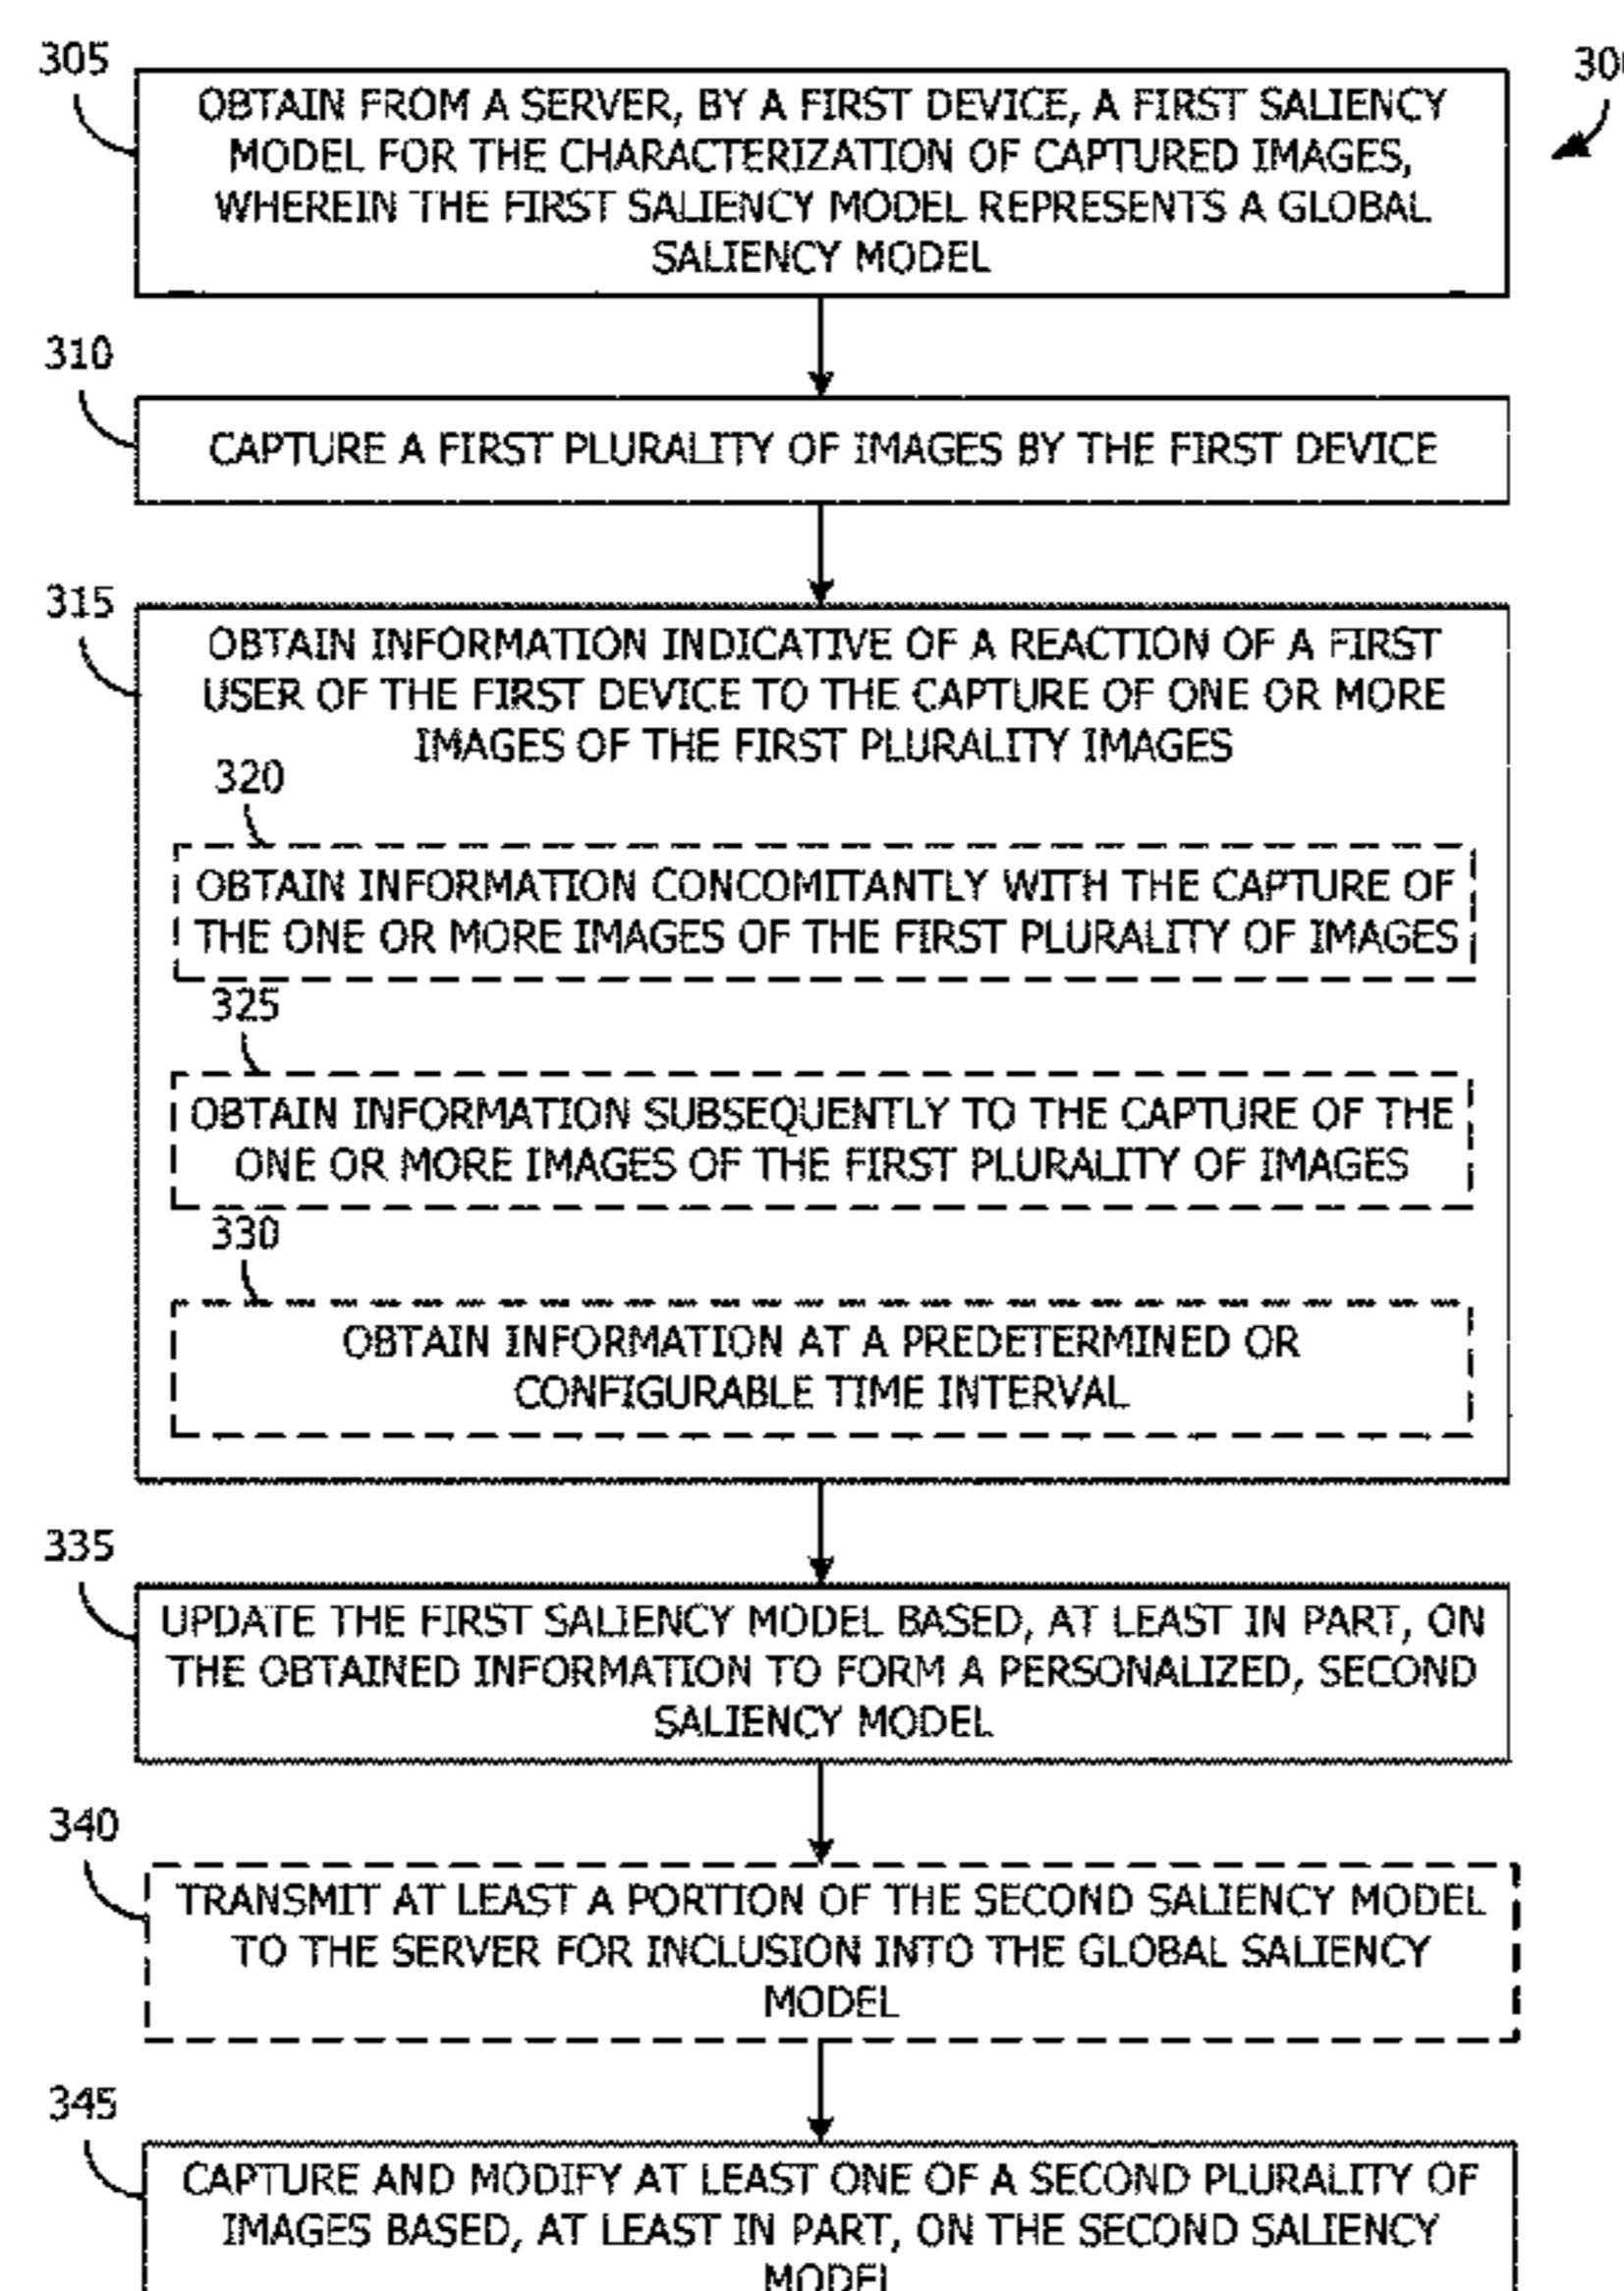 305
300
OBTAIN FROM A SERVER, BY A FIRST DEVICE, A FIRST SALIENCY
MODEL FOR THE CHARACTERIZATION OF CAPTURED IMAGES,
WHEREIN THE FIRST SALIENCY MODEL REPRESENTS A GLOBAL
SALIENCY MODEL
310
CAPTURE A FIRST PLURALITY OF IMAGES BY THE FIRST DEVICE
315
OBTAIN INFORMATION INDICATIVE OF A REACTION OF A FIRST
USER OF THE FIRST DEVICE TO THE CAPTURE OF ONE OR MORE
IMAGES OF THE FIRST PLURALITY IMAGES
320
OBTAIN INFORMATION CONCOMITANTLY WITH THE CAPTURE OF
THE ONE OR MORE IMAGES OF THE FIRST PLURALITY OF IMAGES
325
OBTAIN INFORMATION SUBSEQUENTLY TO THE CAPTURE OF THE
ONE OR MORE IMAGES OF THE FIRST PLURALITY OF IMAGES
330
OBTAIN INFORMATION AT A PREDETERMINED OR
CONFIGURABLE TIME INTERVAL
335
UPDATE THE FIRST SALIENCY MODEL BASED, AT LEAST IN PART, ON
THE OBTAINED INFORMATION TO FORM A PERSONALIZED, SECOND
SALIENCY MODEL
340
TRANSMIT AT LEAST A PORTION OF THE SECOND SALIENCY MODEL
TO THE SERVER FOR INCLUSION INTO THE GLOBAL SALIENCY
MODEL
345
CAPTURE AND MODIFY AT LEAST ONE OF A SECOND PLURALITY OF
IMAGES BASED, AT LEAST IN PART, ON THE SECOND SALIENCY
MODEL